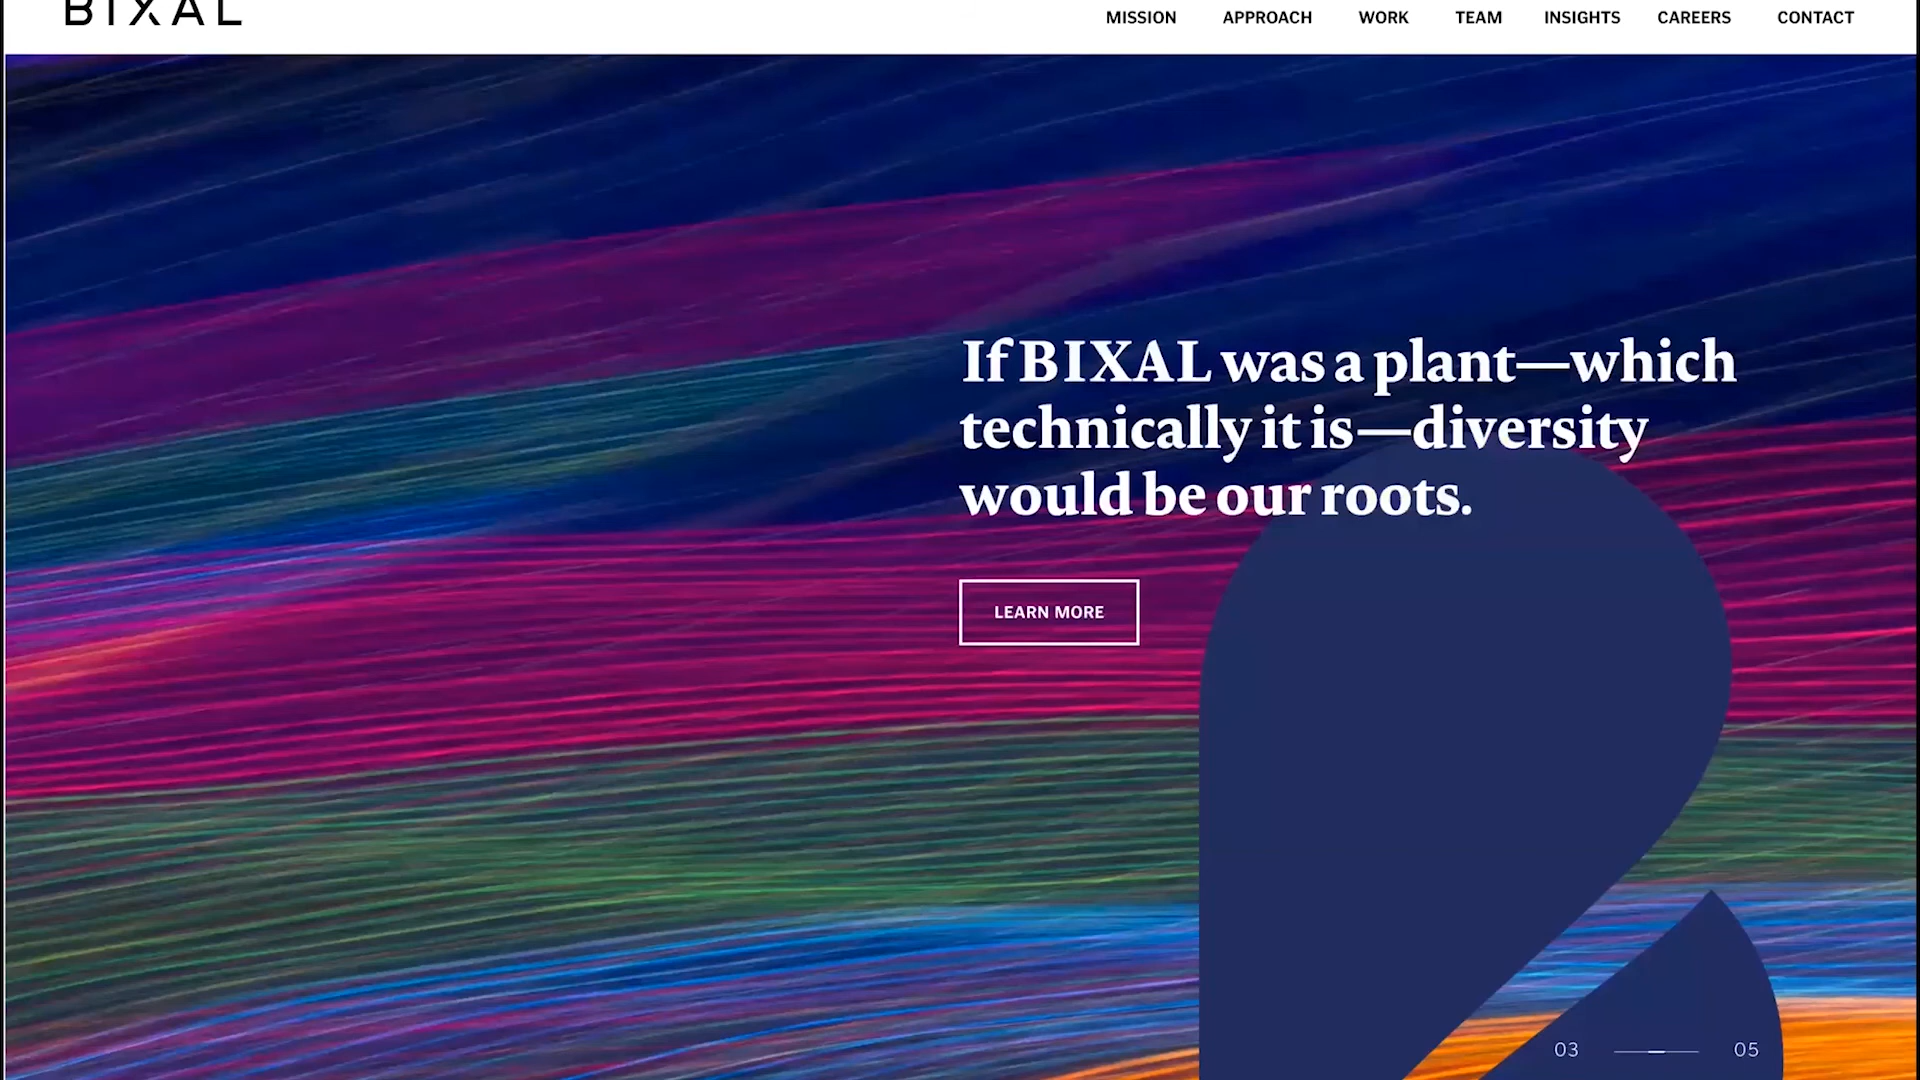 BIXAL
MISSION APPROACH WORK TEAM INSIGHTS CAREERS CONTACT
If BIXAL was a plant—which
technically it is—diversity
would be our roots.
LEARN MORE
03 05